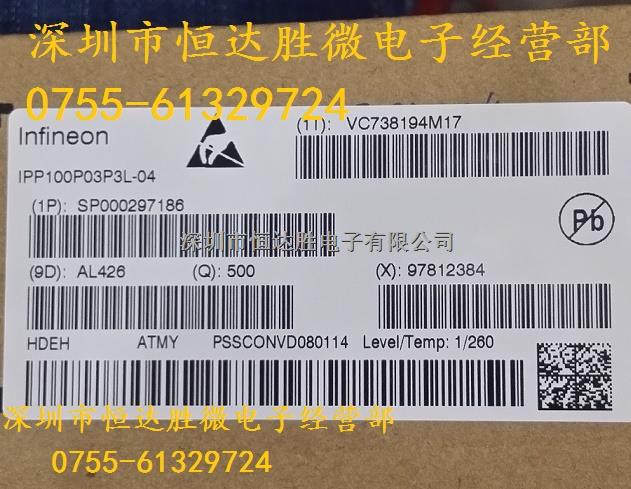 深圳市恒达胜微电子经营部
0755-61329724
Infineon
(1T): VC738194M17
IPP100P03P3L-04
(1P): SP000297186
Pb
深圳市恒达胜电子有限公司
(9D): AL426 (Q): 500 (X): 97812384
HDEH ATMY PSSCONVD080114 Level/Temp: 1/260
深圳市恒达胜微电子经营部
0755-61329724